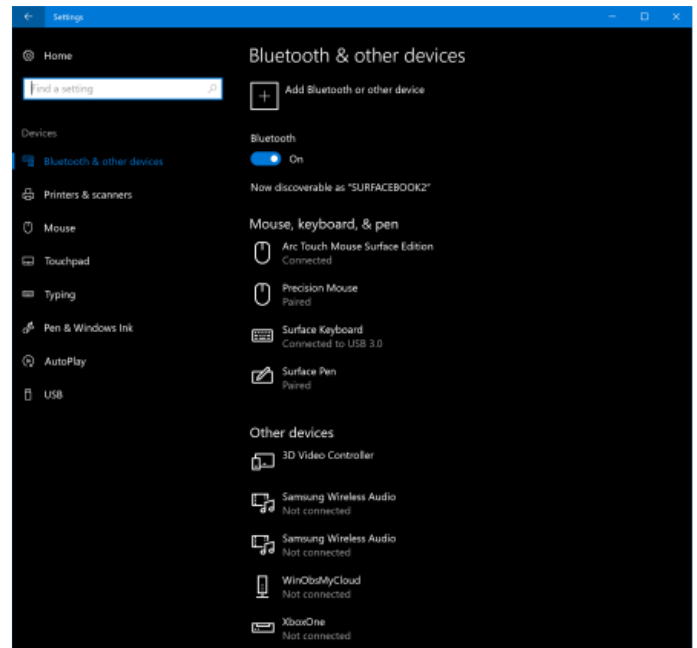 Settings
Home
Find a setting
Devices
Bluetooth & other devices
Printers & scanners
Mouse
Touchpad
Typing
Pen & Windows Ink
AutoPlay
USB
Bluetooth & other devices
Add Bluetooth or other device
Bluetooth
On
Now discoverable as "SURFACEBOOK2"
Mouse, keyboard, & pen
Arc Touch Mouse Surface Edition
Connected
Precision Mouse
Paired
Surface Keyboard
Connected to USB 3.0
Surface Pen
Paired
Other devices
3D Video Controller
Samsung Wireless Audio
Not connected
Samsung Wireless Audio
Not connected
WinObsMyCloud
Not connected
XboxOne
Not connected